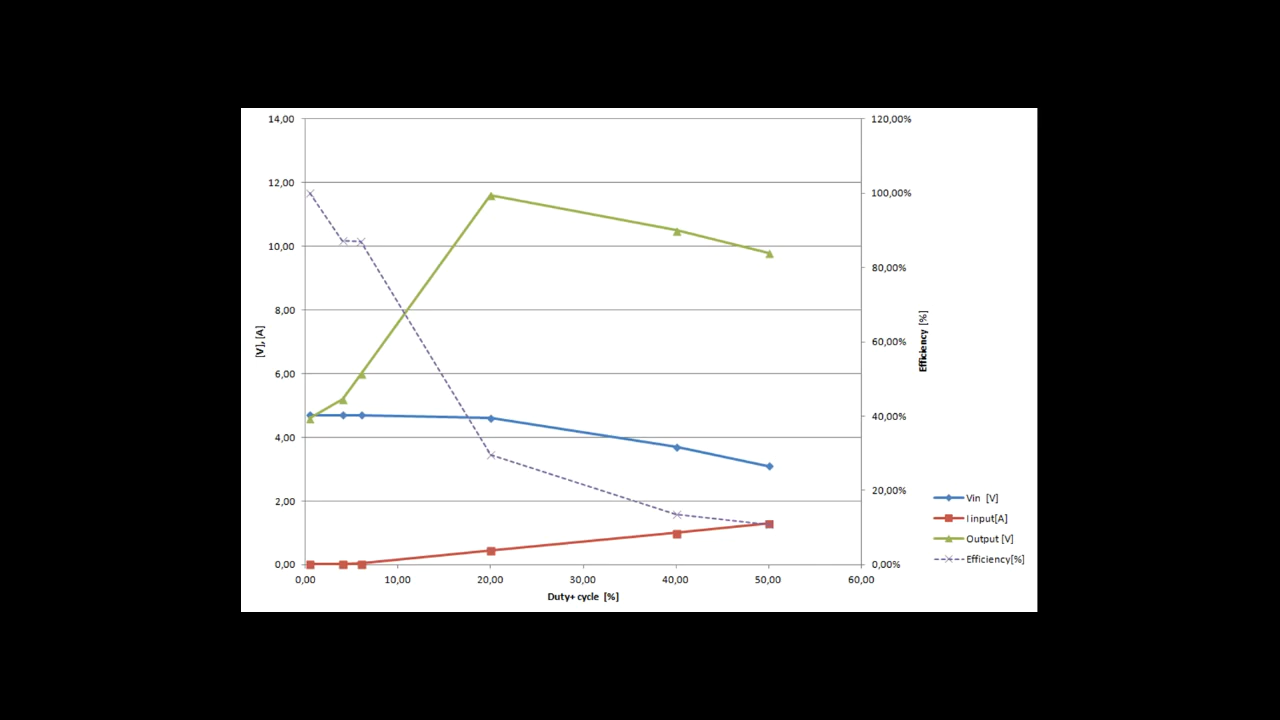 14,00
12,00
10,00
8,00
6,00
4,00
2,00
0,00
[V], [A]
0,00 10,00 20,00 30,00 40,00 50,00 60,00
Duty+ cycle [%]
120,00%
100,00%
80,00%
60,00%
40,00%
20,00%
0,00%
Efficiency [%]
Vin [V]
I input[A]
Output [V]
Efficiency[%]